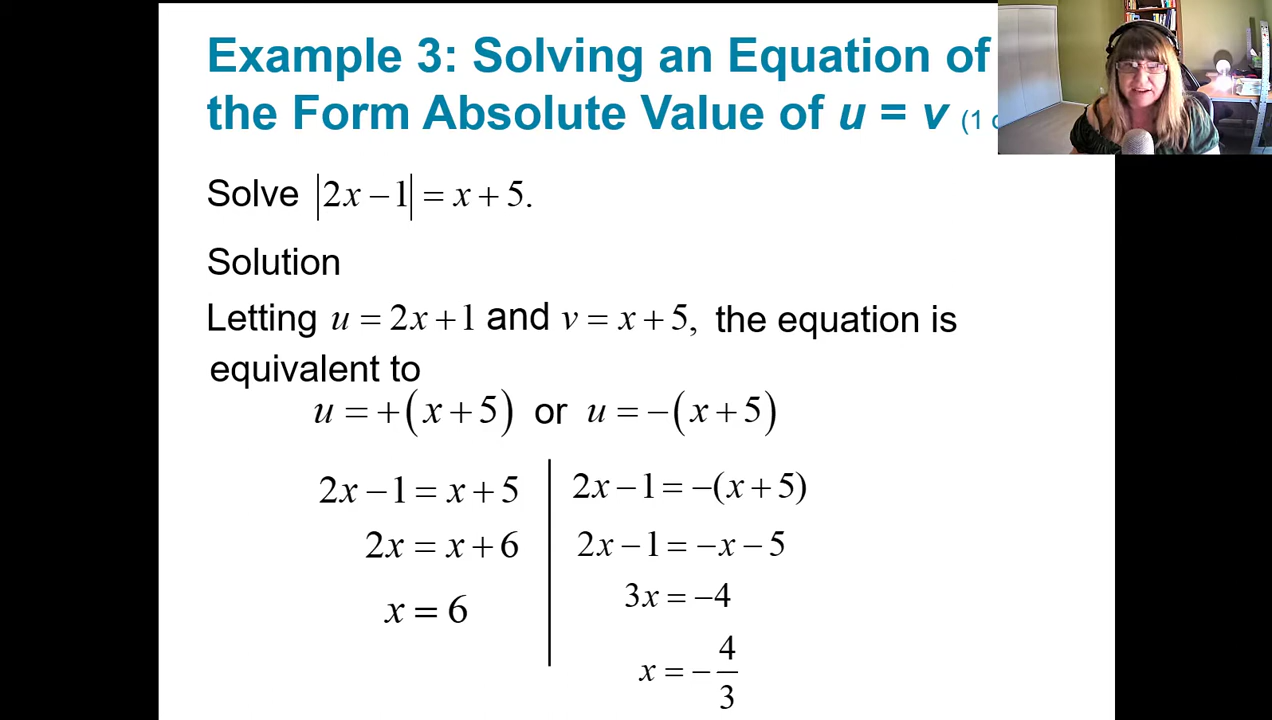 Example 3: Solving an Equation of
the Form Absolute Value of u = v (1
Solve |2x − 1| = x + 5.
Solution
Letting u = 2x + 1 and v = x + 5, the equation is
equivalent to
u = +(x + 5) or u = −(x + 5)
2x − 1 = x + 5
2x = x + 6
x = 6
2x − 1 = −(x + 5)
2x − 1 = −x − 5
3x = −4
x = −4/3